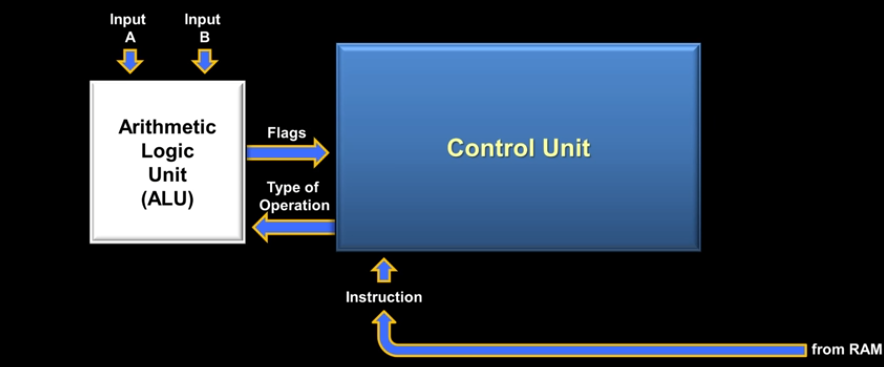 Input
A
Input
B
Arithmetic
Logic
Unit
(ALU)
Flags
Type of
Operation
Control Unit
Instruction
from RAM